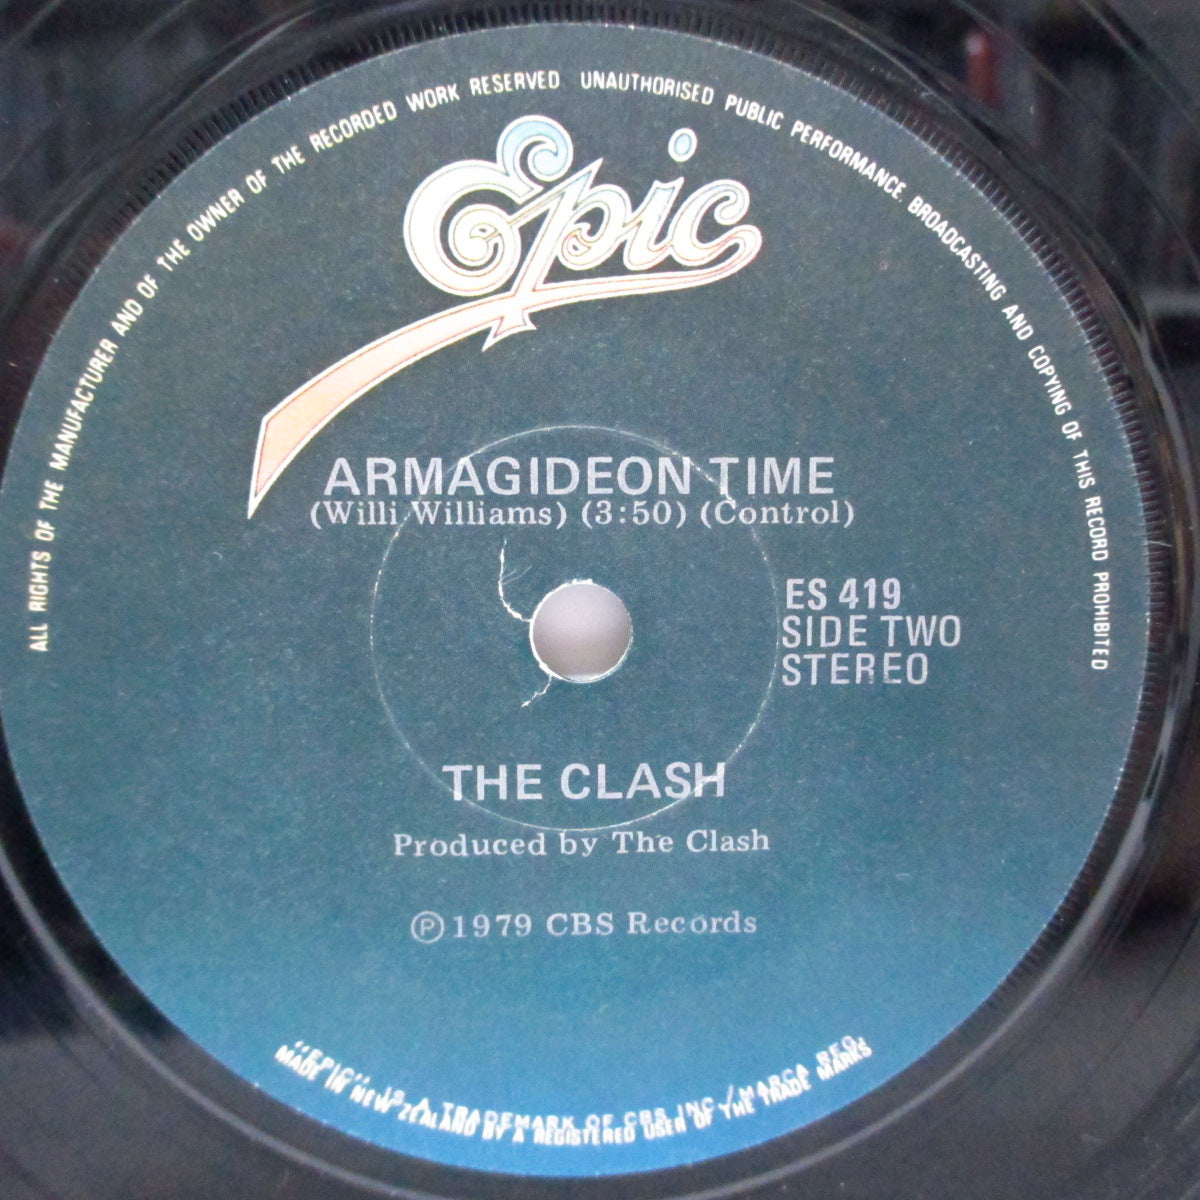 ALL RIGHTS OF THE MANUFACTURER AND OF THE OWNER OF THE RECORDED WORK RESERVED UNAUTHORISED PUBLIC PERFORMANCE, BROADCASTING AND COPYING OF THIS RECORD PROHIBITED
Epic
ARMAGIDEON TIME
(Willi Williams) (3:50) (Control)
ES 419
SIDE TWO
STEREO
THE CLASH
Produced by The Clash
Ⓟ 1979 CBS Records
"EPIC" IS A TRADEMARK OF CBS INC./MARCA REG.
MADE IN NEW ZEALAND BY A REGISTERED USER OF THE TRADE MARKS